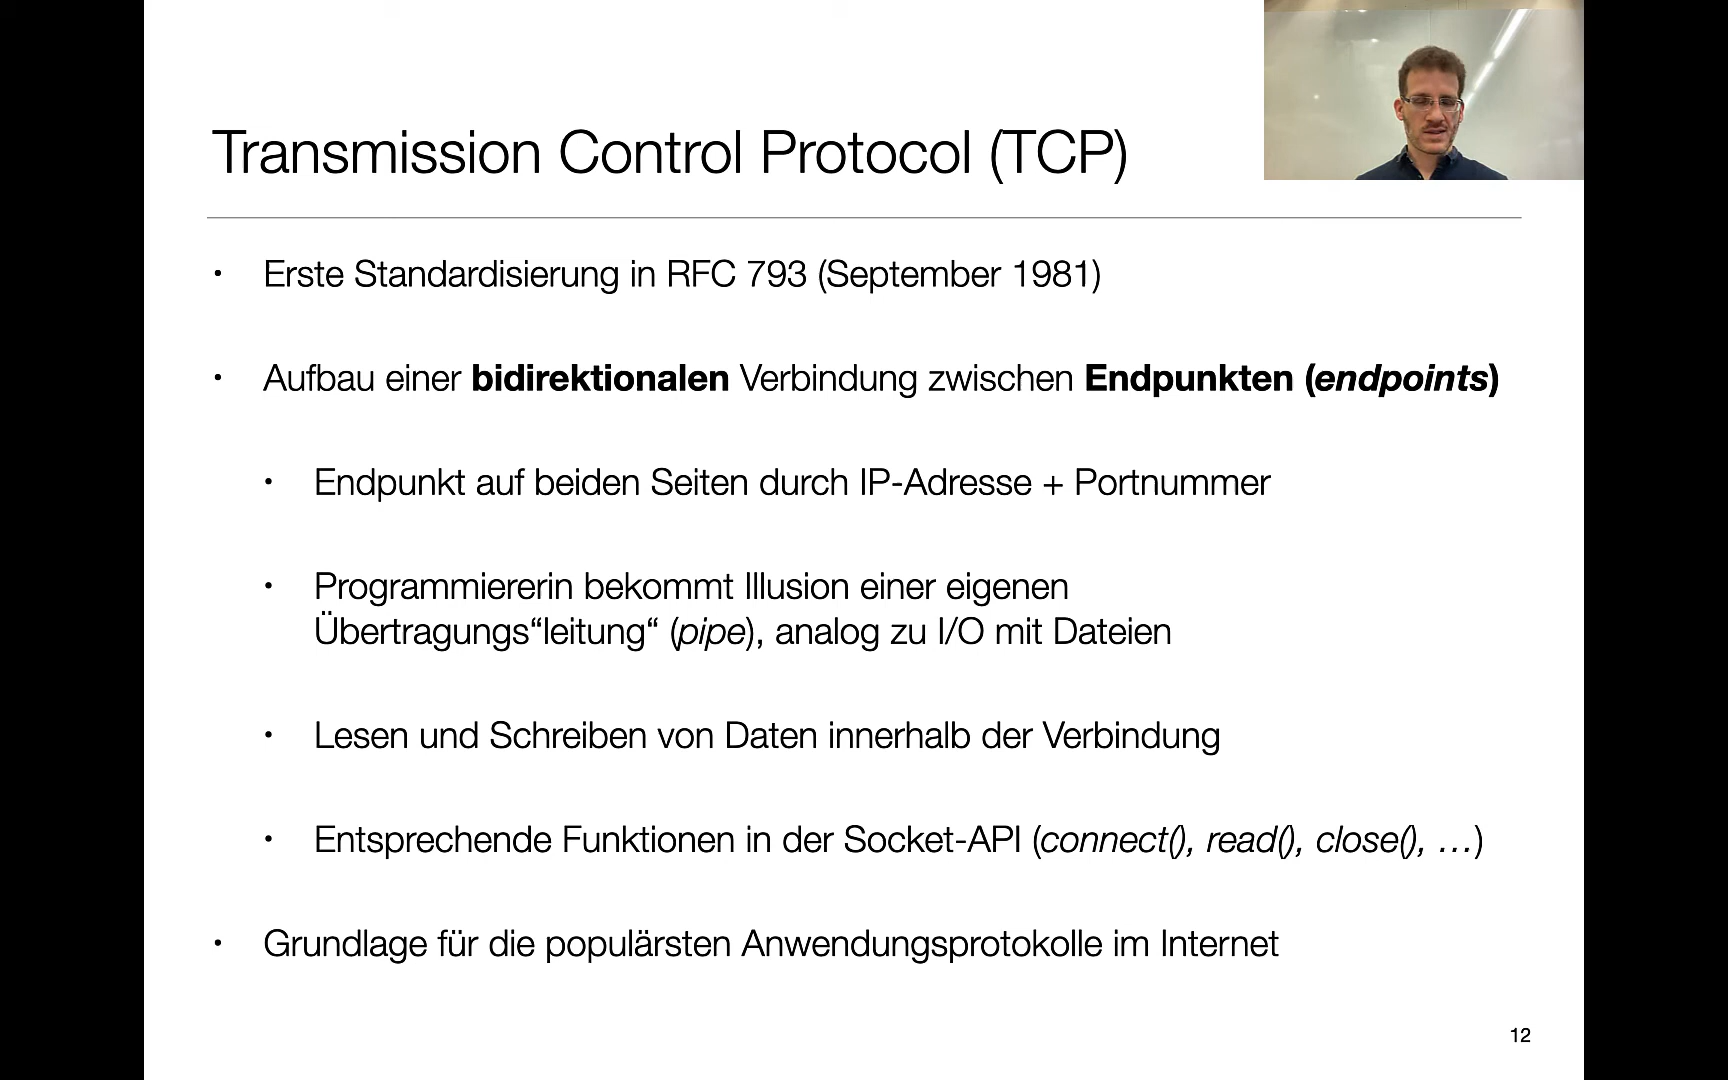 Transmission Control Protocol (TCP)
• Erste Standardisierung in RFC 793 (September 1981)
• Aufbau einer bidirektionalen Verbindung zwischen Endpunkten (endpoints)
• Endpunkt auf beiden Seiten durch IP-Adresse + Portnummer
• Programmiererin bekommt Illusion einer eigenen
Übertragungs“leitung“ (pipe), analog zu I/O mit Dateien
• Lesen und Schreiben von Daten innerhalb der Verbindung
• Entsprechende Funktionen in der Socket-API (connect(), read(), close(), …)
• Grundlage für die populärsten Anwendungsprotokolle im Internet
12